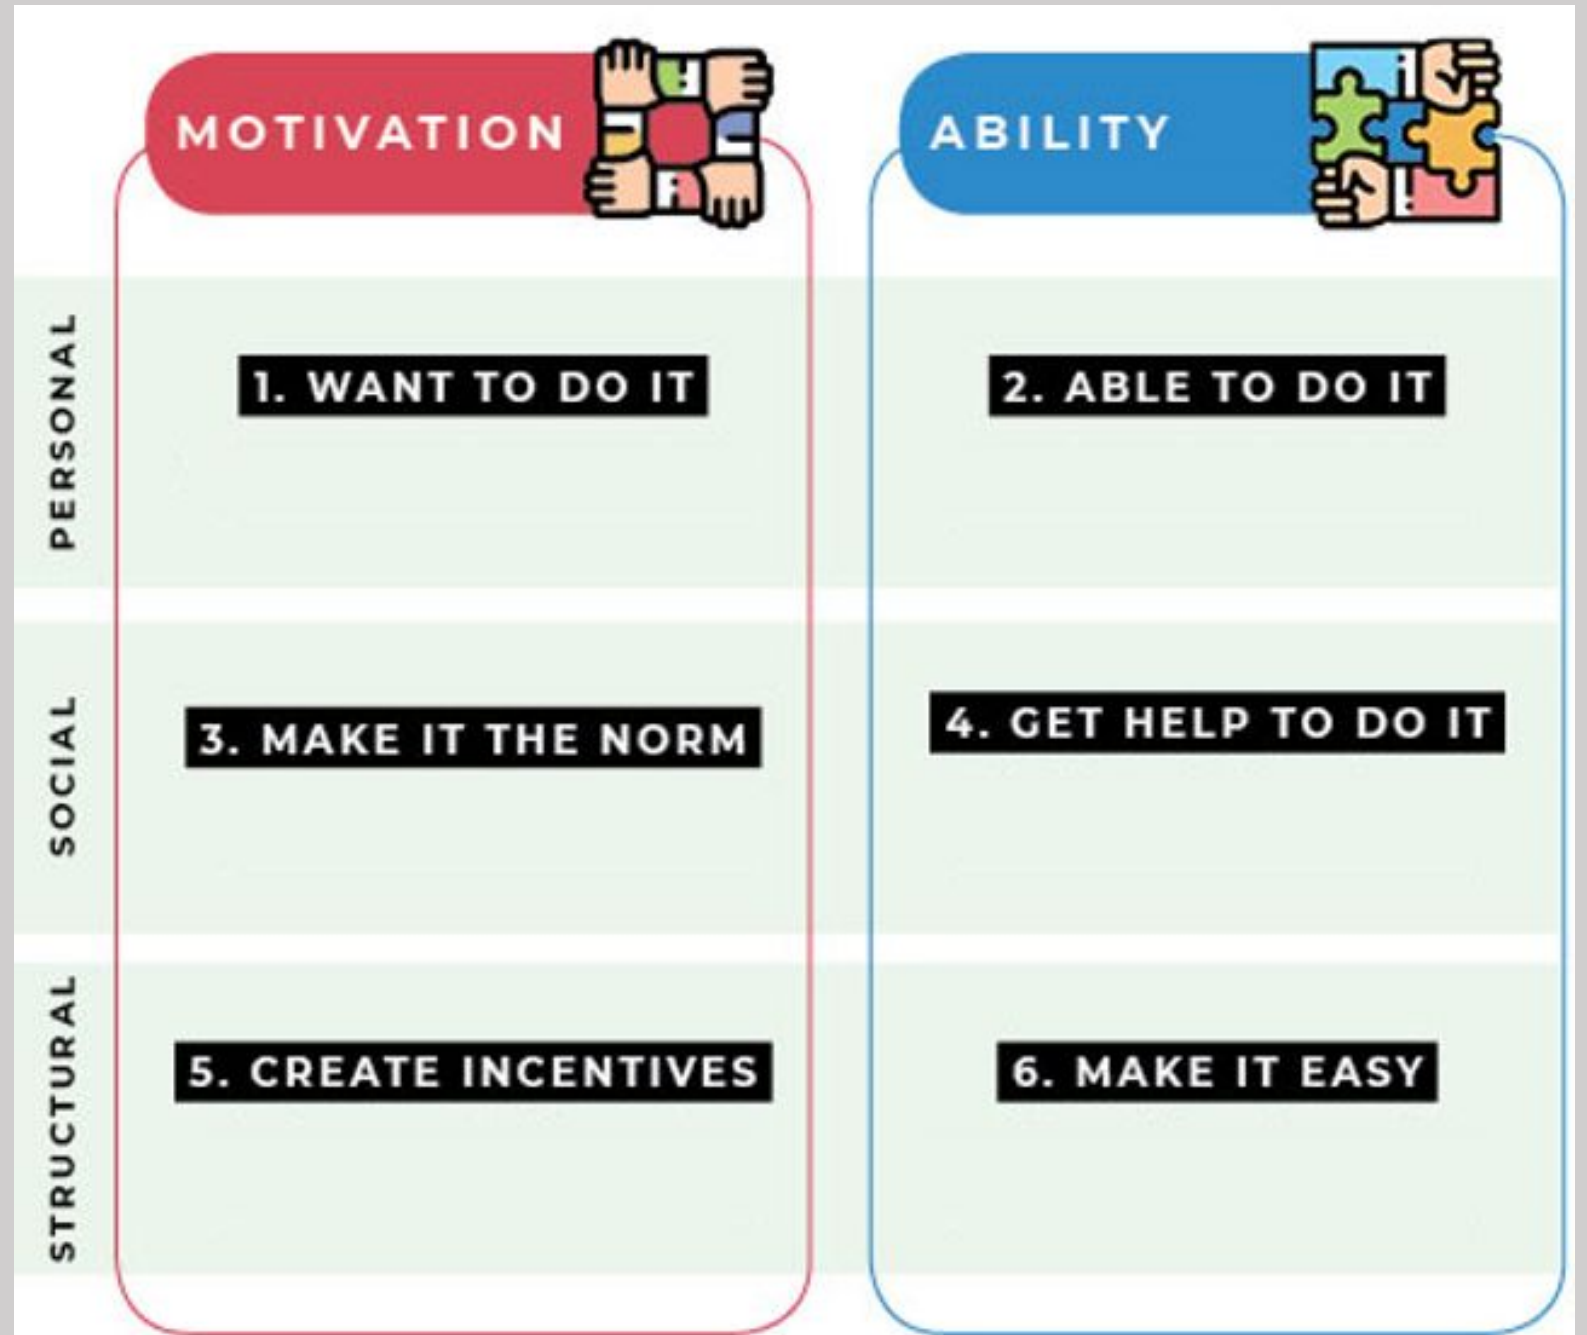 MOTIVATION
ABILITY
PERSONAL
1. WANT TO DO IT
2. ABLE TO DO IT
SOCIAL
3. MAKE IT THE NORM
4. GET HELP TO DO IT
STRUCTURAL
5. CREATE INCENTIVES
6. MAKE IT EASY